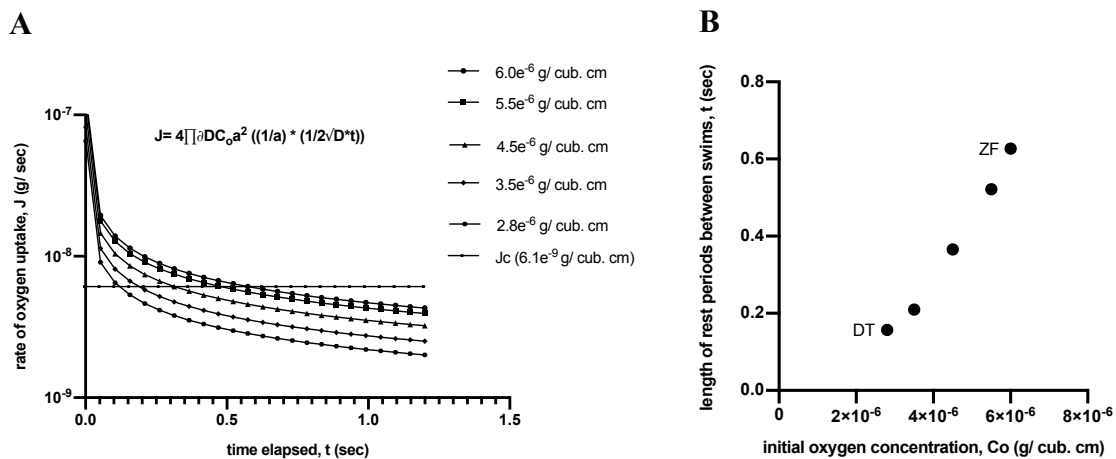 A
B
6.0e⁻⁶ g/ cub. cm
5.5e⁻⁶ g/ cub. cm
4.5e⁻⁶ g/ cub. cm
3.5e⁻⁶ g/ cub. cm
2.8e⁻⁶ g/ cub. cm
Jc (6.1e⁻⁹ g/ cub. cm)
J= 4∏∂DCₒa² ((1/a) * (1/2√D*t))
rate of oxygen uptake, J (g/ sec)
10⁻⁷
10⁻⁸
10⁻⁹
0.0 0.5 1.0 1.5
time elapsed, t (sec)
length of rest periods between swims, t (sec)
0.8
0.6
0.4
0.2
0.0
ZF
DT
0 2×10⁻⁶ 4×10⁻⁶ 6×10⁻⁶ 8×10⁻⁶
initial oxygen concentration, Co (g/ cub. cm)